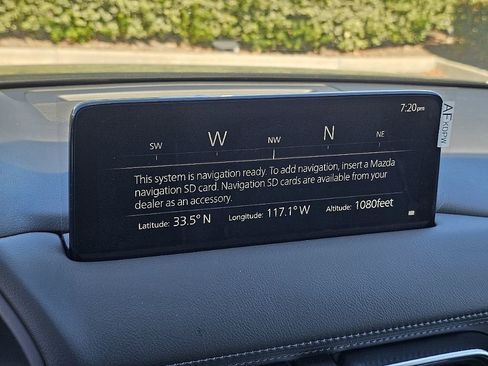 7:20pm
SW W NW N NE
This system is navigation ready. To add navigation, insert a Mazda
navigation SD card. Navigation SD cards are available from your
dealer as an accessory.
Latitude: 33.5° N Longitude: 117.1° W Altitude: 1080feet